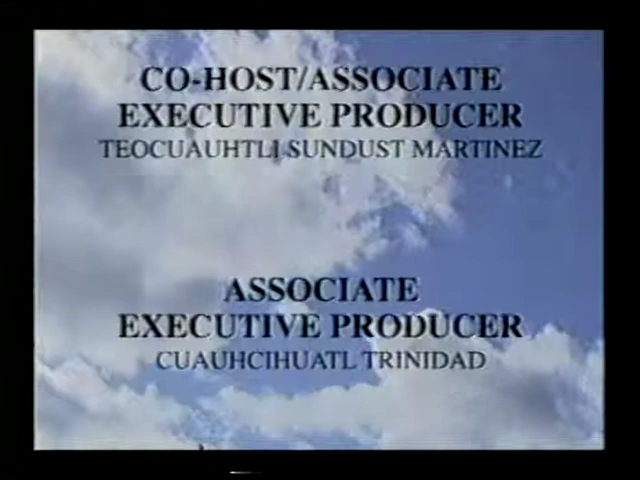 CO-HOST/ASSOCIATE
EXECUTIVE PRODUCER
TEOCUAUHTLI SUNDUST MARTINEZ
ASSOCIATE
EXECUTIVE PRODUCER
CUAUHCIHUATL TRINIDAD